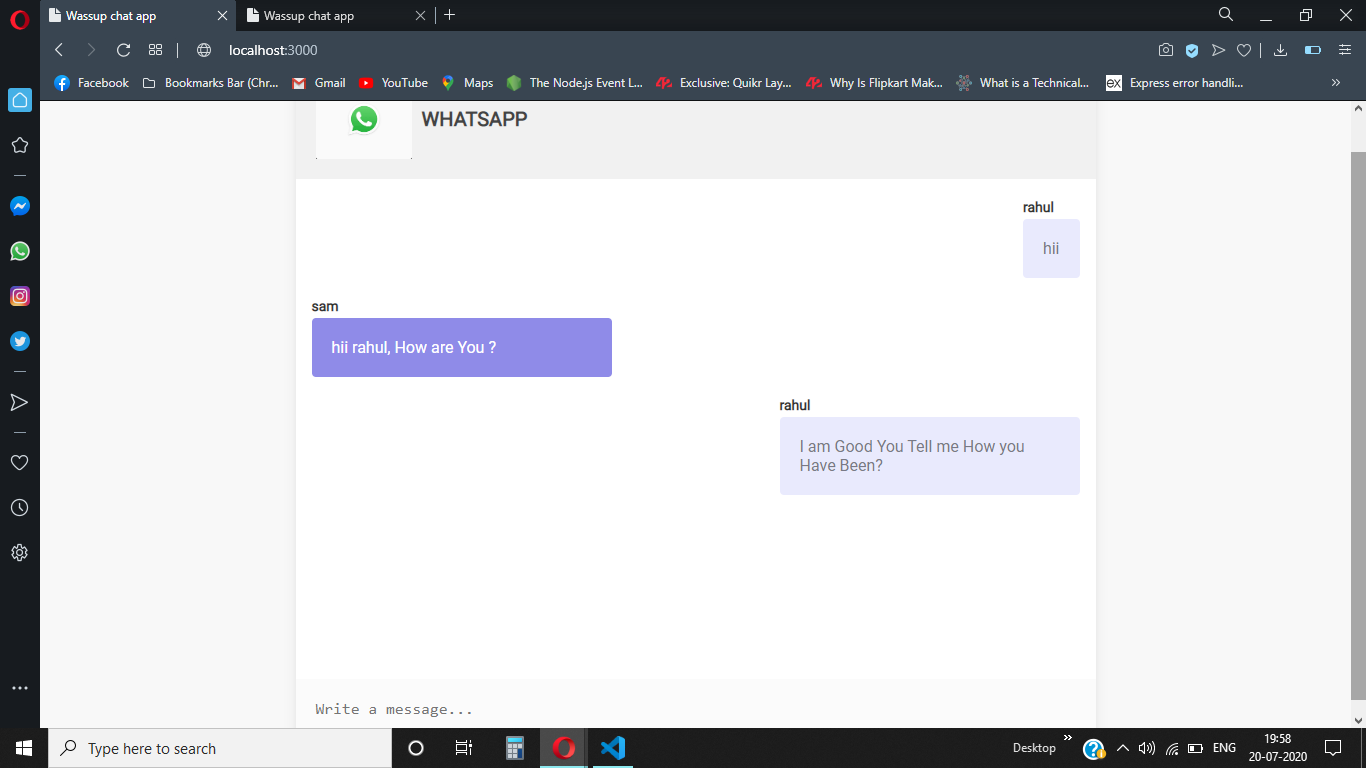 Wassup chat app
Wassup chat app
localhost:3000
Facebook
Bookmarks Bar (Chr...
Gmail
YouTube
Maps
The Node.js Event L...
Exclusive: Quikr Lay...
Why Is Flipkart Mak...
What is a Technical...
ex
Express error handli...
WHATSAPP
rahul
hii
sam
hii rahul, How are You ?
rahul
I am Good You Tell me How you
Have Been?
Write a message...
Type here to search
Desktop
ENG
19:58
20-07-2020